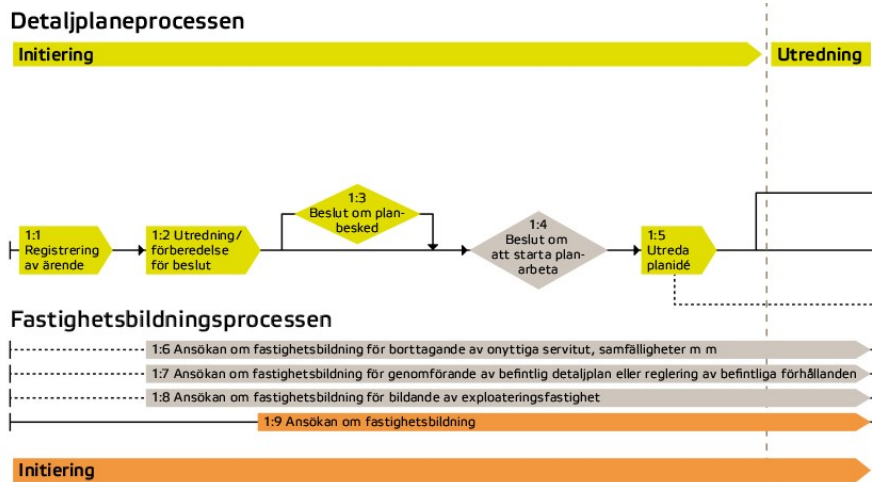 Detaljplaneprocessen
Initiering
Utredning
1:1
Registrering
av ärende
1:2 Utredning/
förberedelse
för beslut
1:3
Beslut om plan-
besked
1:4
Beslut om
att starta plan-
arbeta
1:5
Utreda
planidé
Fastighetsbildningsprocessen
1:6 Ansökan om fastighetsbildning för borttagande av onyttiga servitut, samfälligheter m m
1:7 Ansökan om fastighetsbildning för genomförande av befintlig detaljplan eller reglering av befintliga förhållanden
1:8 Ansökan om fastighetsbildning för bildande av exploateringsfastighet
1:9 Ansökan om fastighetsbildning
Initiering